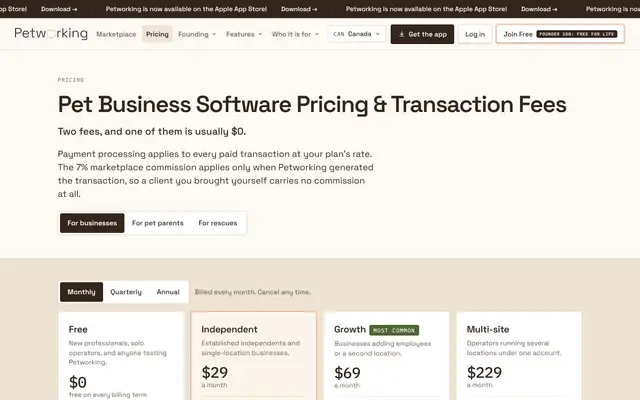 App Store! Download → Petworking is now available on the Apple App Store! Download → Petworking is now available on the Apple App Store! Download → Petworking is now
Petworking Marketplace Pricing Founding Features Who it is for CAN Canada Get the app Log in Join Free FOUNDER 100: FREE FOR LIFE
PRICING
Pet Business Software Pricing & Transaction Fees
Two fees, and one of them is usually $0.
Payment processing applies to every paid transaction at your plan's rate.
The 7% marketplace commission applies only when Petworking generated
the transaction, so a client you brought yourself carries no commission
at all.
For businesses For pet parents For rescues
Monthly Quarterly Annual Billed every month. Cancel any time.
Free
New professionals, solo
operators, and anyone testing
Petworking.
$0
free on every billing term
Independent
Established independents and
single-location businesses.
$29
a month
Growth MOST COMMON
Businesses adding employees
or a second location.
$69
a month
Multi-site
Operators running several
locations under one account.
$229
a month